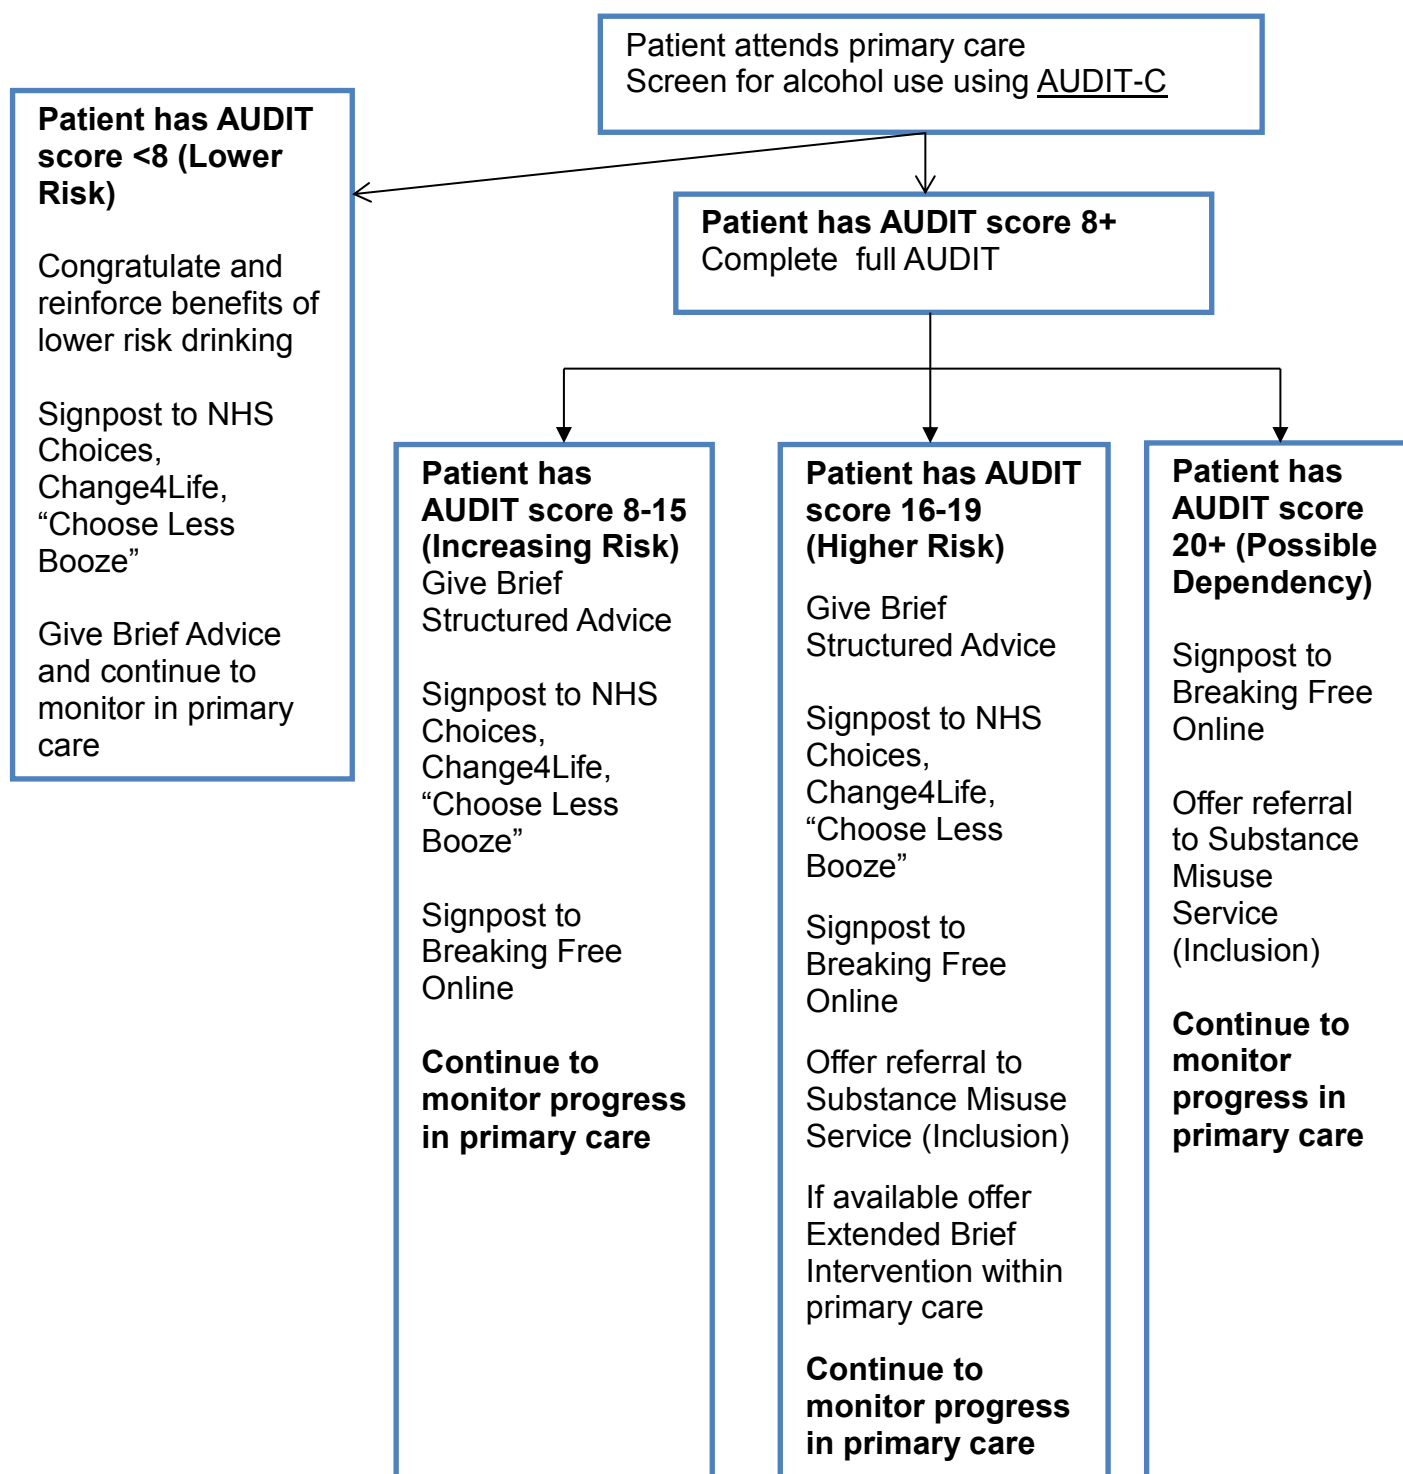 Patient attends primary care
Screen for alcohol use using AUDIT-C
Patient has AUDIT
score <8 (Lower
Risk)
Congratulate and
reinforce benefits of
lower risk drinking
Signpost to NHS
Choices,
Change4Life,
“Choose Less
Booze”
Give Brief Advice
and continue to
monitor in primary
care
Patient has AUDIT score 8+
Complete  full AUDIT
Patient has
AUDIT score 8-15
(Increasing Risk)
Give Brief
Structured Advice
Signpost to NHS
Choices,
Change4Life,
“Choose Less
Booze”
Signpost to
Breaking Free
Online
Continue to
monitor progress
in primary care
Patient has AUDIT
score 16-19
(Higher Risk)
Give Brief
Structured Advice
Signpost to NHS
Choices,
Change4Life,
“Choose Less
Booze”
Signpost to
Breaking Free
Online
Offer referral to
Substance Misuse
Service (Inclusion)
If available offer
Extended Brief
Intervention within
primary care
Continue to
monitor progress
in primary care
Patient has
AUDIT score
20+ (Possible
Dependency)
Signpost to
Breaking Free
Online
Offer referral
to Substance
Misuse
Service
(Inclusion)
Continue to
monitor
progress in
primary care